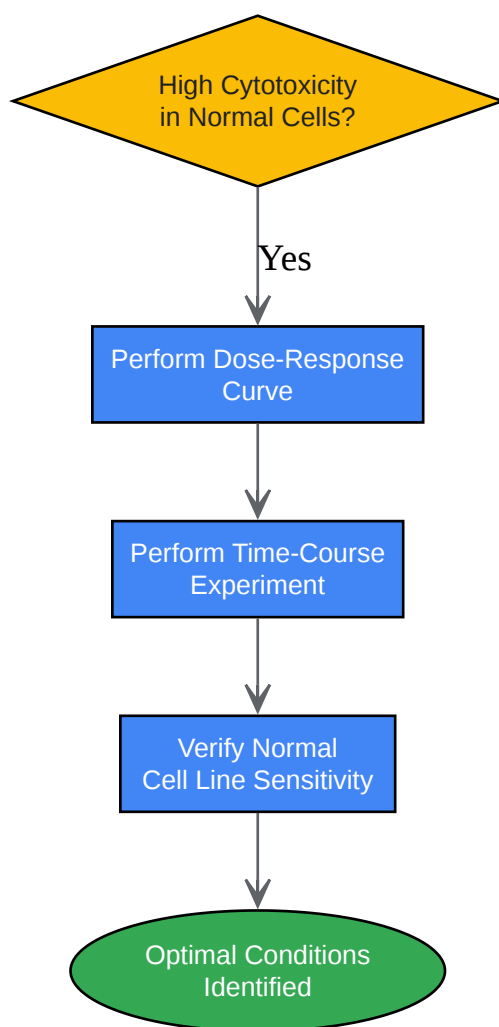 High Cytotoxicity
in Normal Cells?
Yes
Perform Dose-Response
Curve
Perform Time-Course
Experiment
Verify Normal
Cell Line Sensitivity
Optimal Conditions
Identified